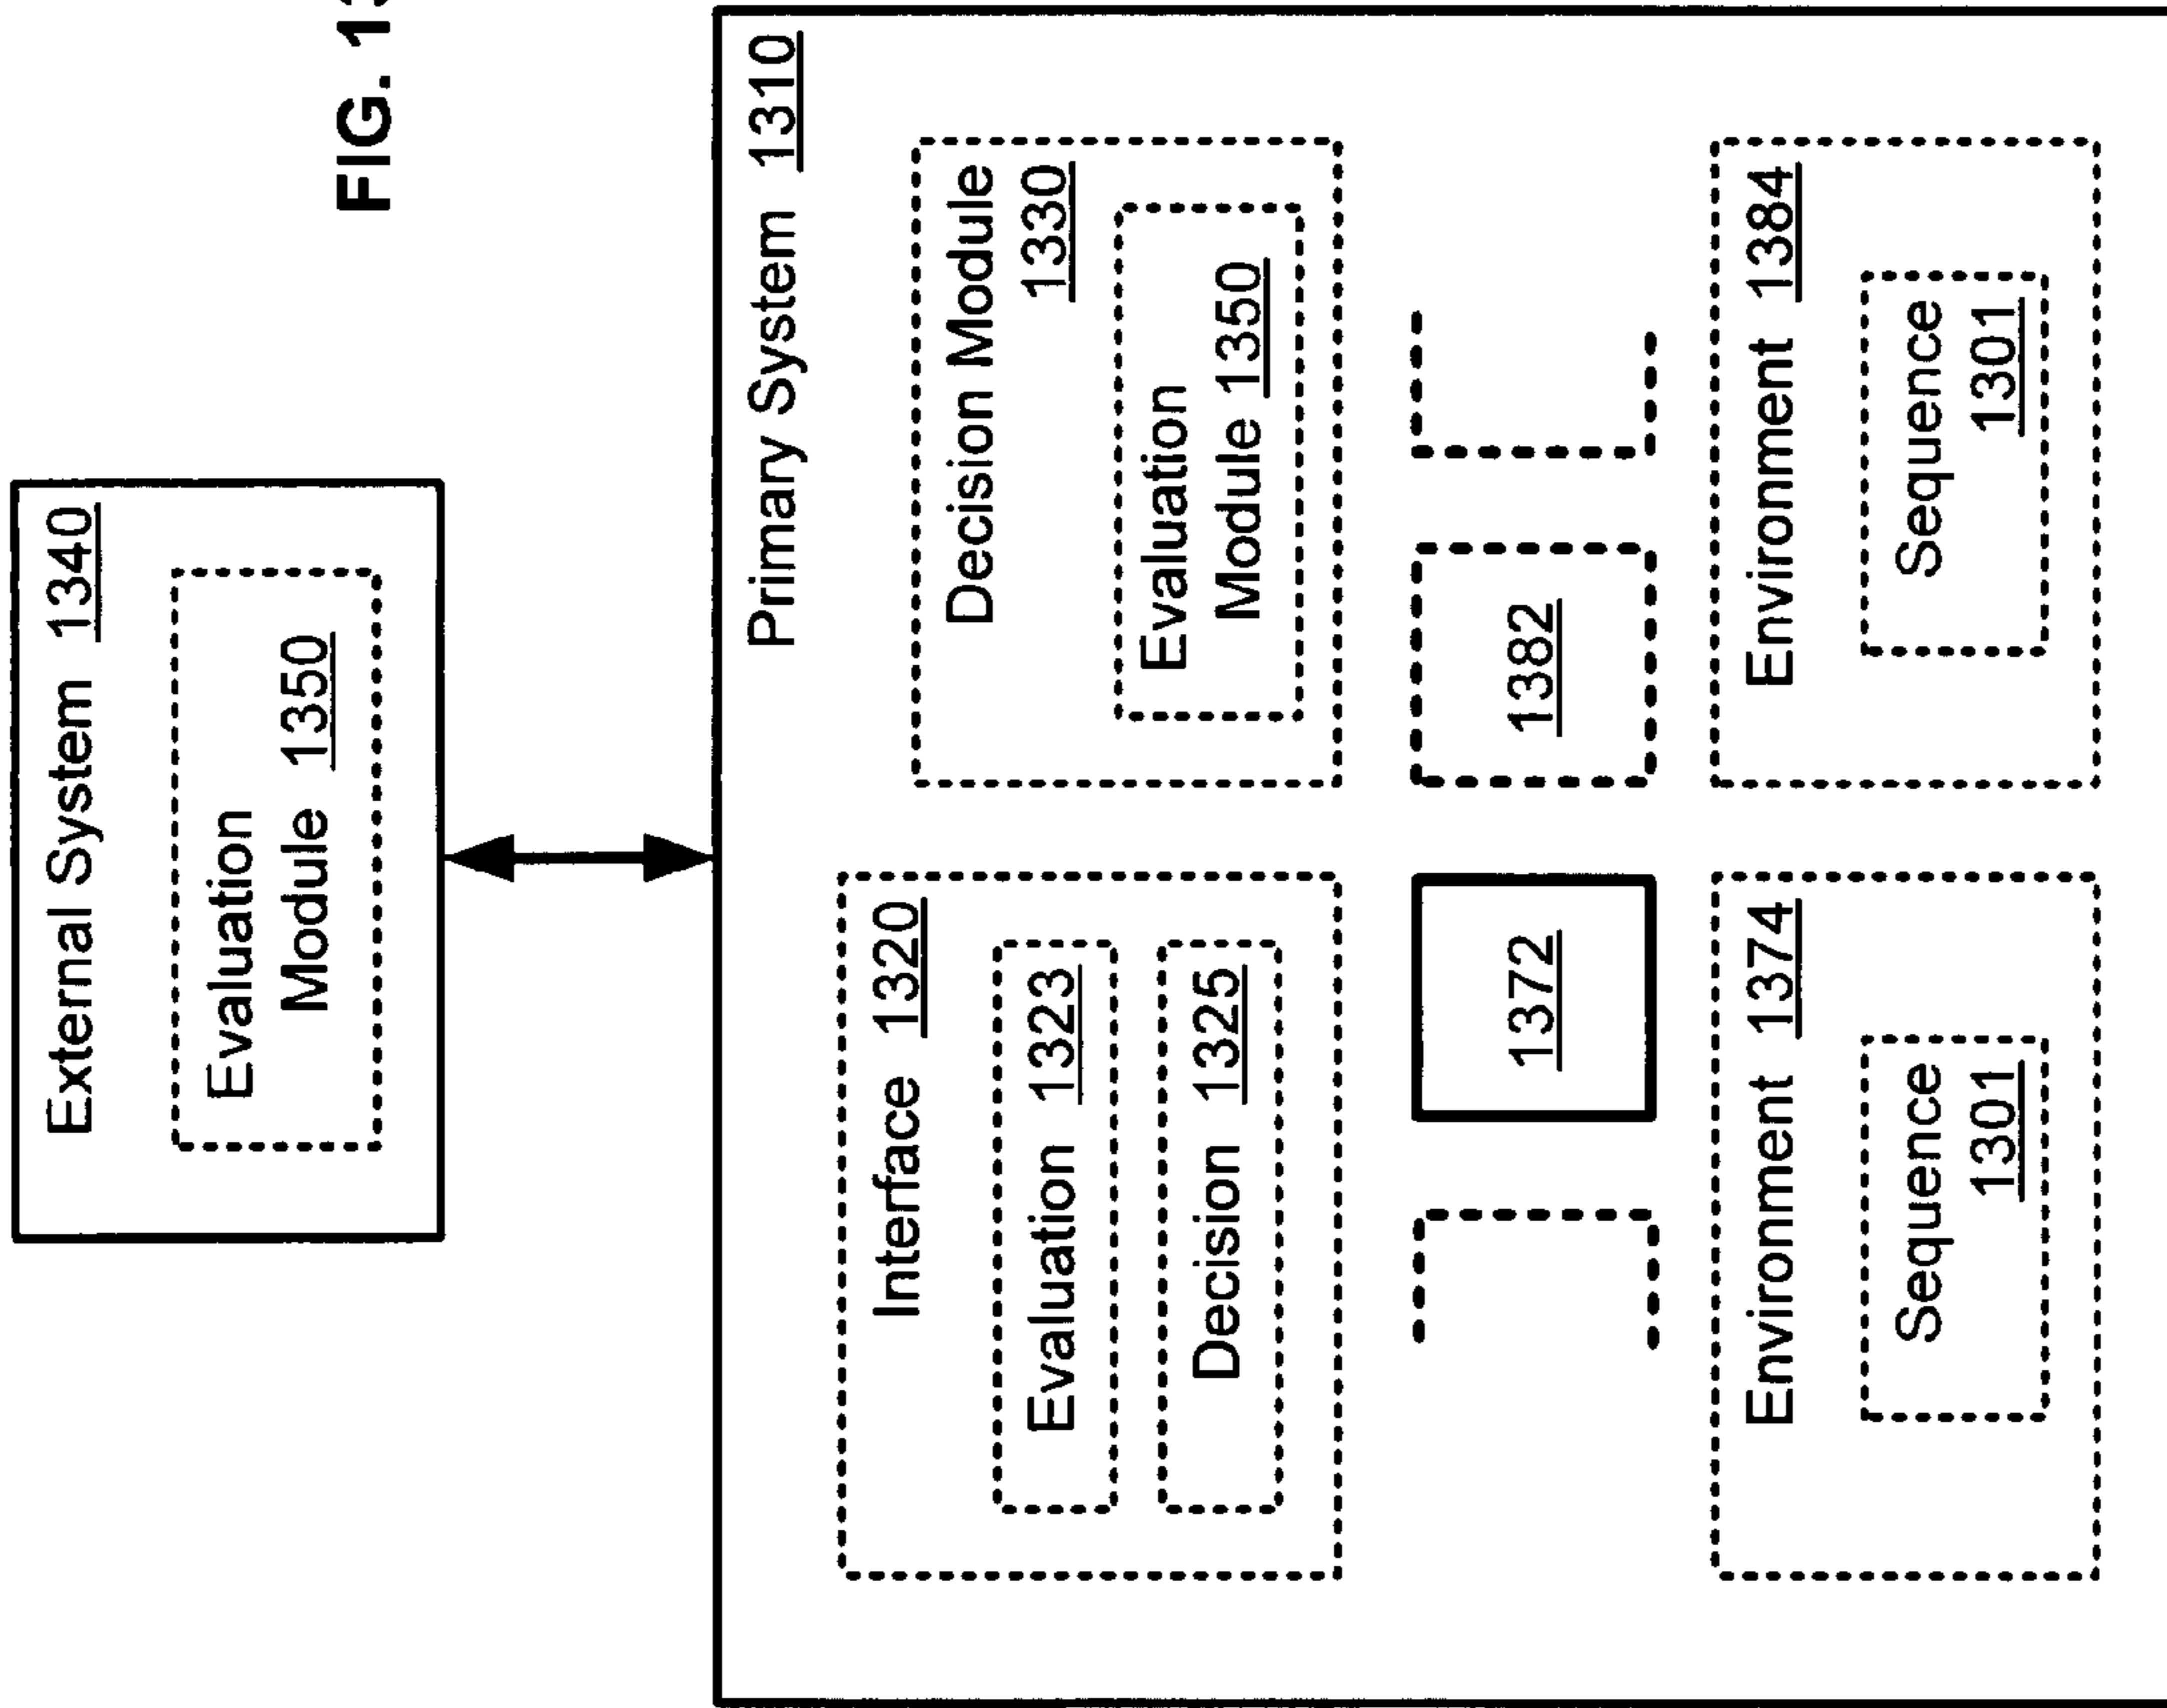 FIG. 1
External System 1340
Evaluation
Module 1350
Primary System 1310
Interface 1320
Evaluation 1323
Decision 1325
Decision Module
1330
Evaluation
Module 1350
1372
1382
Environment 1374
Sequence
1301
Environment 1384
Sequence
1301